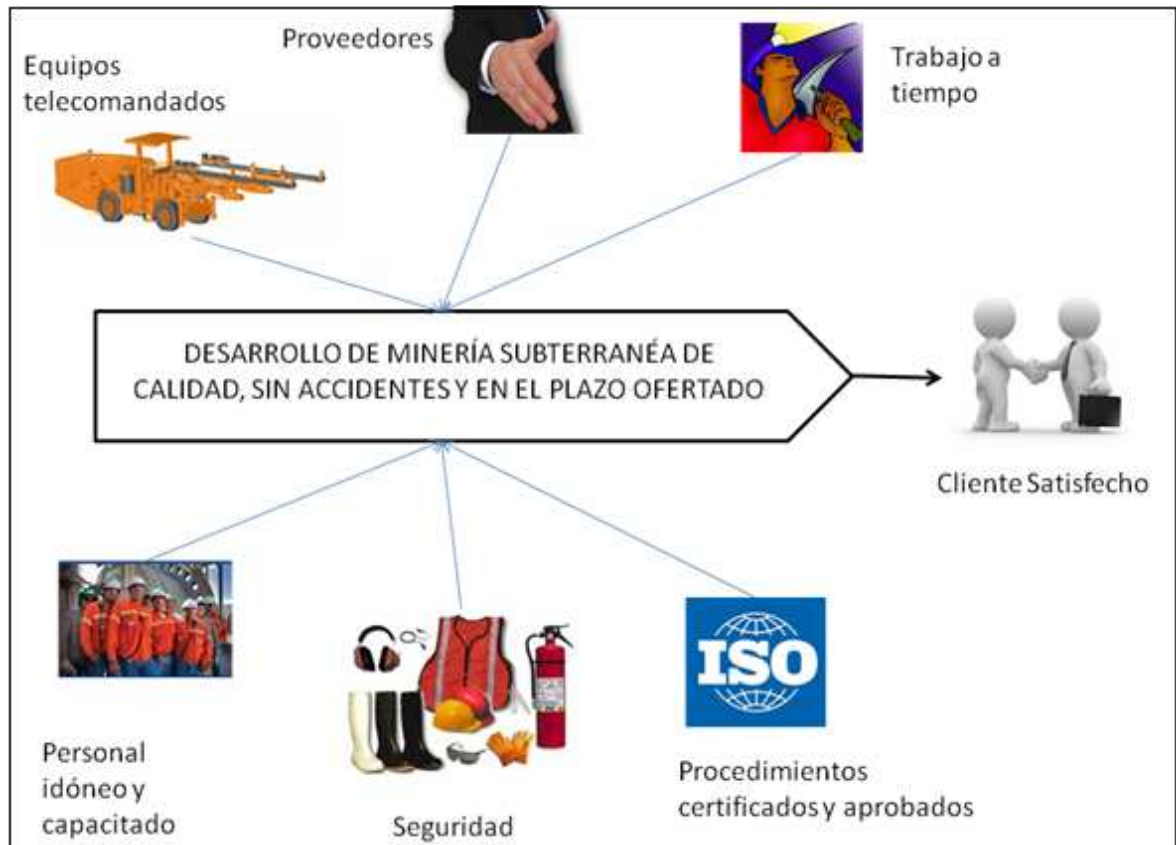 Proveedores
Equipos
telecomandados
Trabajo a
tiempo
DESARROLLO DE MINERÍA SUBTERRANÉA DE
CALIDAD, SIN ACCIDENTES Y EN EL PLAZO OFERTADO
Cliente Satisfecho
ISO
Personal
idóneo y
capacitado
Seguridad
Procedimientos
certificados y aprobados